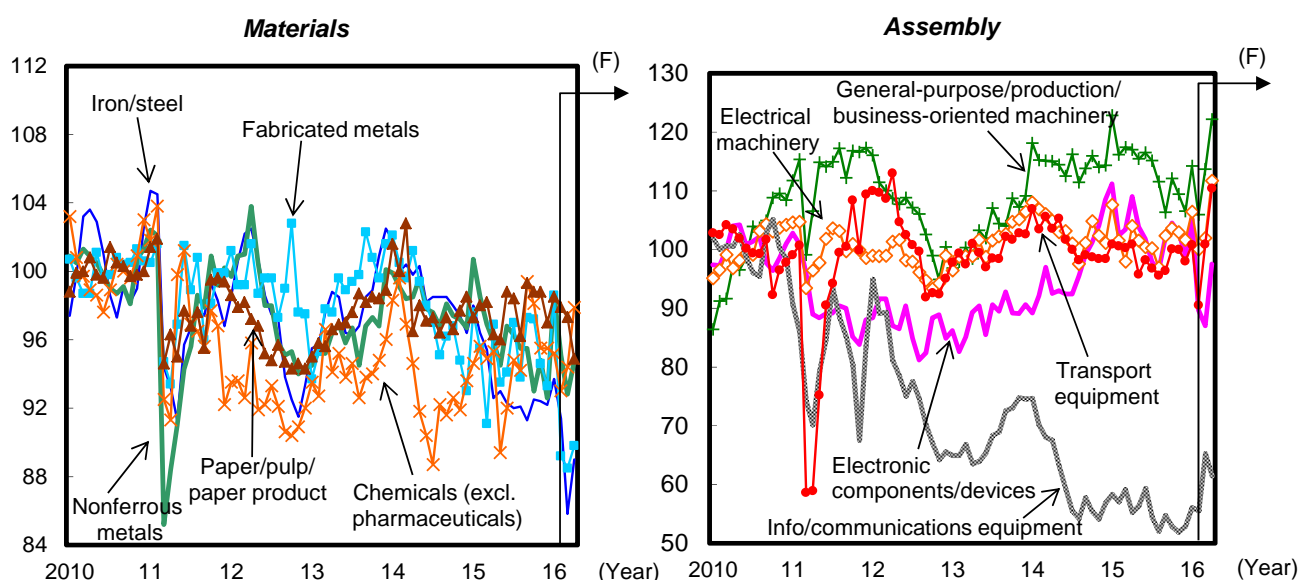 Materials
(F)
112
108
104
100
96
92
88
84
Iron/steel
Fabricated metals
Nonferrous
metals
Paper/pulp/
paper product
Chemicals (excl.
pharmaceuticals)
2010 11 12 13 14 15 16 (Year)
Assembly
(F)
130
120
110
100
90
80
70
60
50
General-purpose/production/
business-oriented machinery
Electrical
machinery
Transport
equipment
Electronic
components/devices
Info/communications equipment
2010 11 12 13 14 15 16 (Year)